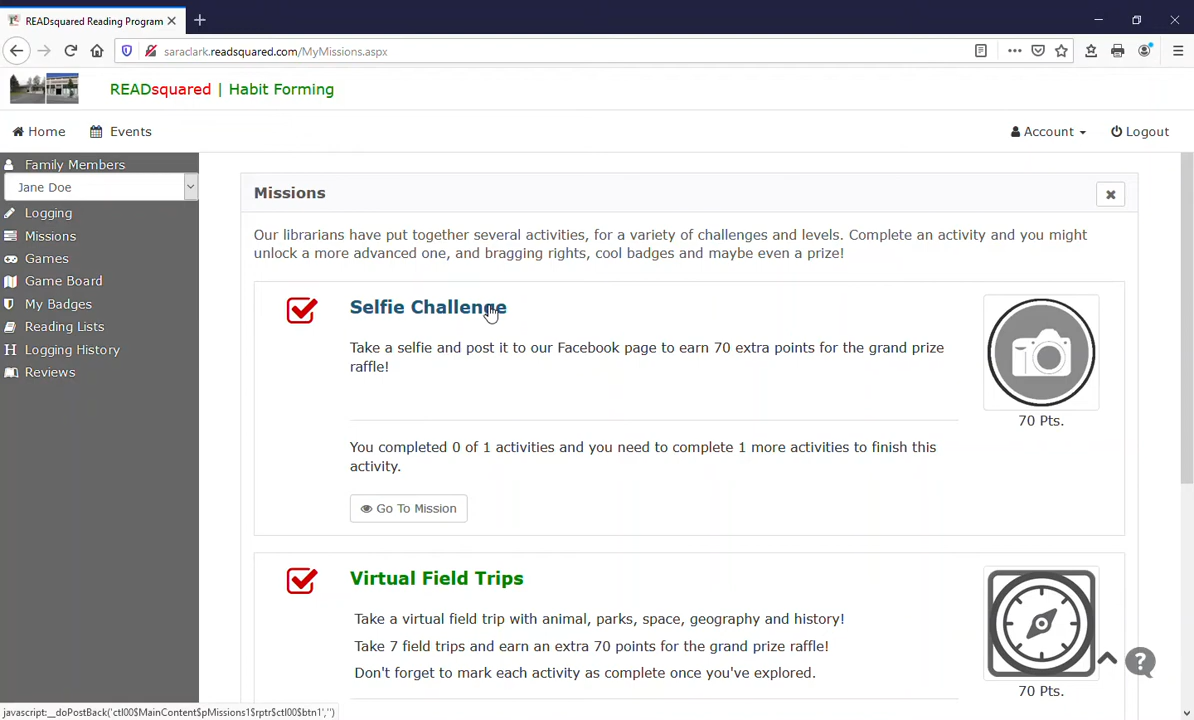 READsquared Reading Program
saraclark.readsquared.com/MyMissions.aspx
READsquared | Habit Forming
Home
Events
Account
Logout
Family Members
Jane Doe
Logging
Missions
Games
Game Board
My Badges
Reading Lists
Logging History
Reviews
Missions
Our librarians have put together several activities, for a variety of challenges and levels. Complete an activity and you might
unlock a more advanced one, and bragging rights, cool badges and maybe even a prize!
Selfie Challenge
Take a selfie and post it to our Facebook page to earn 70 extra points for the grand prize
raffle!
70 Pts.
You completed 0 of 1 activities and you need to complete 1 more activities to finish this
activity.
Go To Mission
Virtual Field Trips
Take a virtual field trip with animal, parks, space, geography and history!
Take 7 field trips and earn an extra 70 points for the grand prize raffle!
Don't forget to mark each activity as complete once you've explored.
70 Pts.
javascript:__doPostBack('ctl00$MainContent$pMissions1$rptr$ctl00$btn1','')